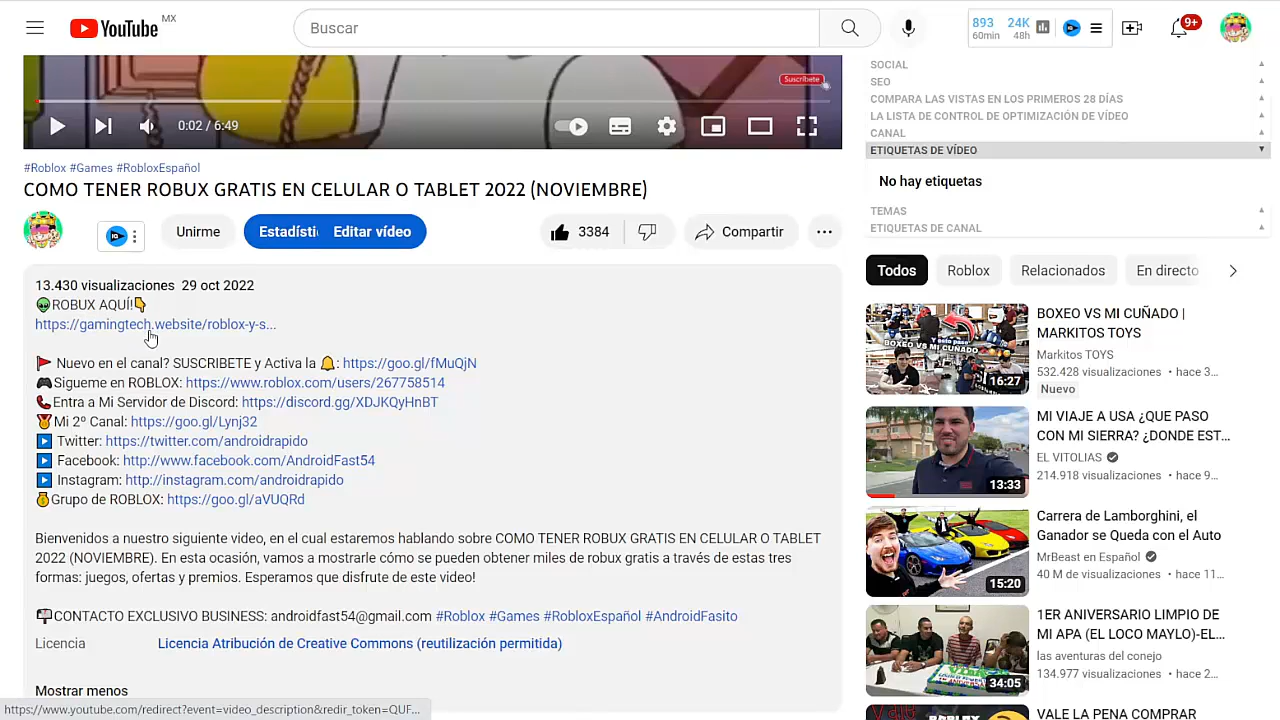 YouTube MX
Buscar
893
60min
24K
48h
9+
Suscríbete
0:02 / 6:49
#Roblox #Games #RobloxEspañol
COMO TENER ROBUX GRATIS EN CELULAR O TABLET 2022 (NOVIEMBRE)
Unirme
Estadísti
Editar vídeo
3384
Compartir
13.430 visualizaciones 29 oct 2022
👽ROBUX AQUÍ!👇
https://gamingtech.website/roblox-y-s...
🚩 Nuevo en el canal? SUSCRIBETE y Activa la 🔔: https://goo.gl/fMuQjN
🎮Sigueme en ROBLOX: https://www.roblox.com/users/267758514
📞Entra a Mi Servidor de Discord: https://discord.gg/XDJKQyHnBT
🏅Mi 2º Canal: https://goo.gl/Lynj32
▶️ Twitter: https://twitter.com/androidrapido
▶️ Facebook: http://www.facebook.com/AndroidFast54
▶️ Instagram: http://instagram.com/androidrapido
💰Grupo de ROBLOX: https://goo.gl/aVUQRd
Bienvenidos a nuestro siguiente video, en el cual estaremos hablando sobre COMO TENER ROBUX GRATIS EN CELULAR O TABLET
2022 (NOVIEMBRE). En esta ocasión, vamos a mostrarle cómo se pueden obtener miles de robux gratis a través de estas tres
formas: juegos, ofertas y premios. Esperamos que disfrute de este video!
📬CONTACTO EXCLUSIVO BUSINESS: androidfast54@gmail.com #Roblox #Games #RobloxEspañol #AndroidFasito
Licencia
Licencia Atribución de Creative Commons (reutilización permitida)
Mostrar menos
https://www.youtube.com/redirect?event=video_description&redir_token=QUF...
SOCIAL
SEO
COMPARA LAS VISTAS EN LOS PRIMEROS 28 DÍAS
LA LISTA DE CONTROL DE OPTIMIZACIÓN DE VÍDEO
CANAL
ETIQUETAS DE VÍDEO
No hay etiquetas
TEMAS
ETIQUETAS DE CANAL
Todos
Roblox
Relacionados
En directo
BOXEO VS MI CUÑADO
16:27
BOXEO VS MI CUÑADO |
MARKITOS TOYS
Markitos TOYS
532.428 visualizaciones • hace 3...
Nuevo
13:33
MI VIAJE A USA ¿QUE PASO
CON MI SIERRA? ¿DONDE EST...
EL VITOLIAS
214.918 visualizaciones • hace 9...
15:20
Carrera de Lamborghini, el
Ganador se Queda con el Auto
MrBeast en Español
40 M de visualizaciones • hace 11...
34:05
1ER ANIVERSARIO LIMPIO DE
MI APA (EL LOCO MAYLO)-EL...
las aventuras del conejo
134.977 visualizaciones • hace 2...
VALE LA PENA COMPRAR